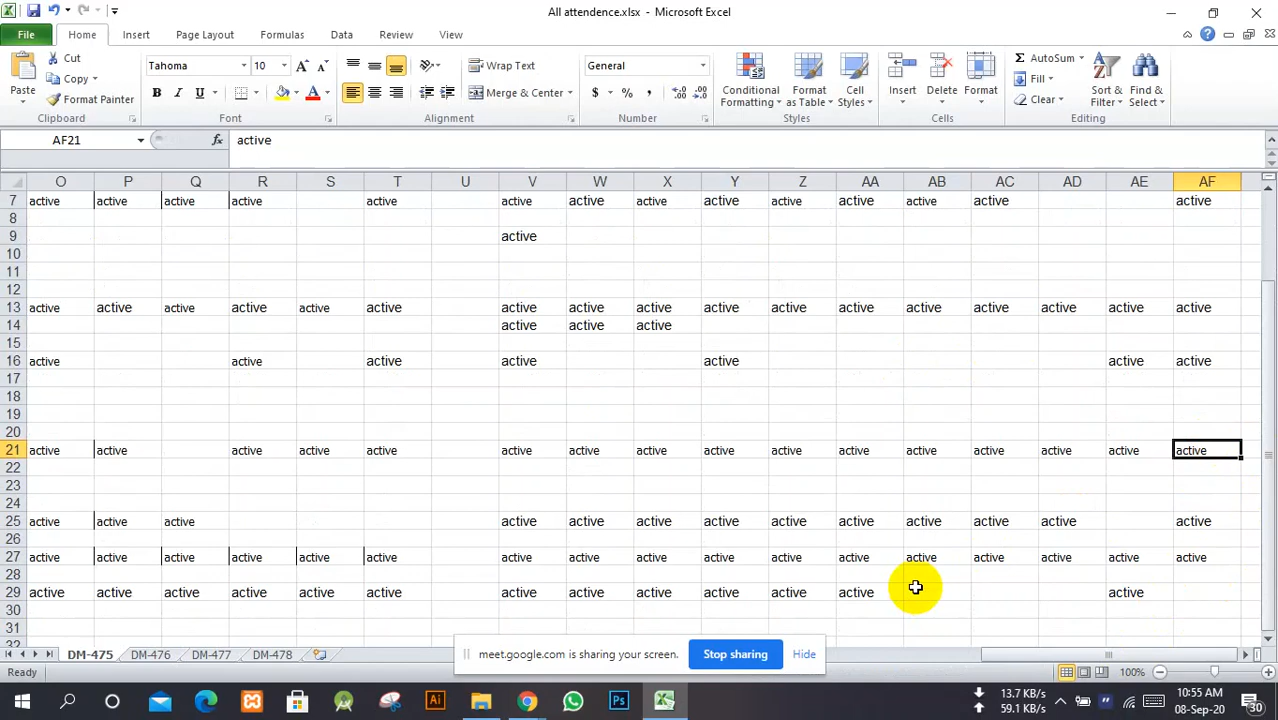 All attendence.xlsx - Microsoft Excel
File Home Insert Page Layout Formulas Data Review View
Paste Cut Copy Format Painter Clipboard
Tahoma 10 A A B I U A Font
Wrap Text Merge & Center Alignment
General $ % , .0 .00 .00 .0 Number
Conditional Formatting Format as Table Cell Styles Styles
Insert Delete Format Cells
Σ AutoSum Fill Clear Sort & Filter Find & Select Editing
AF21 fx active
O P Q R S T U V W X Y Z AA AB AC AD AE AF
7 active active active active active active active active active active active active active active
8
9 active
10
11
12
13 active active active active active active active active active active active active active active active active active
14 active active active
15
16 active active active active active active active
17
18
19
20
21 active active active active active active active active active active active active active active active active
22
23
24
25 active active active active active active active active active active active active active
26
27 active active active active active active active active active active active active active active active active active
28
29 active active active active active active active active active active active active active
30
31
32
DM-475 DM-476 DM-477 DM-478
meet.google.com is sharing your screen. Stop sharing Hide
Ready 100%
Ai Ps 13.7 KB/s 59.1 KB/s 10:55 AM 08-Sep-20 30